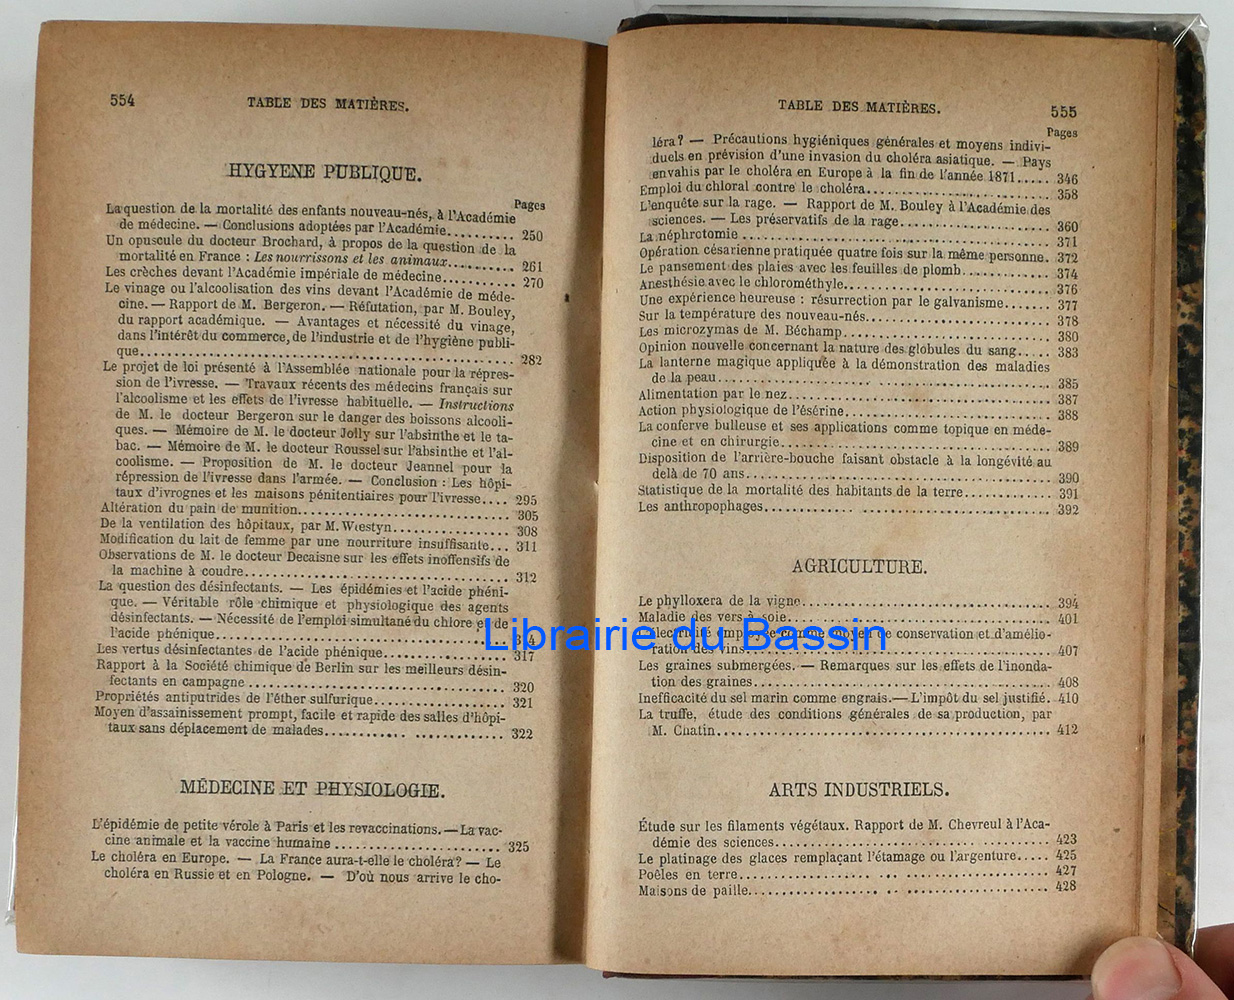 554
TABLE DES MATIÈRES.
HYGYENE PUBLIQUE.
Pages
La question de la mortalité des enfants nouveau-nés, à l'Académie
de médecine. — Conclusions adoptées par l'Académie.......... 250
Un opuscule du docteur Brochard, à propos de la question de la
mortalité en France : Les nourrissons et les animaux.......... 261
Les crèches devant l'Académie impériale de médecine.......... 270
Le vinage ou l'alcoolisation des vins devant l'Académie de méde-
cine. — Rapport de M. Bergeron. — Réfutation, par M. Bouley,
du rapport académique. — Avantages et nécessité du vinage,
dans l'intérêt du commerce, de l'industrie et de l'hygiène publi-
que.......... 282
Le projet de loi présenté à l'Assemblée nationale pour la répres-
sion de l'ivresse. — Travaux récents des médecins français sur
l'alcoolisme et les effets de l'ivresse habituelle. — Instructions
de M. le docteur Bergeron sur le danger des boissons alcooli-
ques. — Mémoire de M. le docteur Jolly sur l'absinthe et le ta-
bac. — Mémoire de M. le docteur Roussel sur l'absinthe et l'al-
coolisme. — Proposition de M. le docteur Jeannel pour la
répression de l'ivresse dans l'armée. — Conclusion : Les hôpi-
taux d'ivrognes et les maisons pénitentiaires pour l'ivresse.... 295
Altération du pain de munition.......... 305
De la ventilation des hôpitaux, par M. Wœstyn.......... 308
Modification du lait de femme par une nourriture insuffisante... 311
Observations de M. le docteur Decaisne sur les effets inoffensifs de
la machine à coudre.......... 312
La question des désinfectants. — Les épidémies et l'acide phéni-
que. — Véritable rôle chimique et physiologique des agents
désinfectants. — Nécessité de l'emploi simultané du chlore et de
l'acide phénique..........
Les vertus désinfectantes de l'acide phénique.......... 317
Rapport à la Société chimique de Berlin sur les meilleurs désin-
fectants en campagne .......... 320
Propriétés antiputrides de l'éther sulfurique.......... 321
Moyen d'assainissement prompt, facile et rapide des salles d'hôpi-
taux sans déplacement de malades.......... 322
MÉDECINE ET PHYSIOLOGIE.
L'épidémie de petite vérole à Paris et les revaccinations. — La vac-
cine animale et la vaccine humaine .......... 325
Le choléra en Europe. — La France aura-t-elle le choléra? — Le
choléra en Russie et en Pologne. — D'où nous arrive le cho-
TABLE DES MATIÈRES.
555
Pages
léra? — Précautions hygiéniques générales et moyens indivi-
duels en prévision d'une invasion du choléra asiatique. — Pays
envahis par le choléra en Europe à la fin de l'année 1871..... 346
Emploi du chloral contre le choléra.......... 358
L'enquête sur la rage. — Rapport de M. Bouley à l'Académie des
sciences. — Les préservatifs de la rage.......... 360
La néphrotomie .......... 371
Opération césarienne pratiquée quatre fois sur la même personne. 372
Le pansement des plaies avec les feuilles de plomb.......... 374
Anesthésie avec le chlorométhyle.......... 376
Une expérience heureuse : résurrection par le galvanisme....... 377
Sur la température des nouveau-nés.......... 378
Les microzymas de M. Béchamp.......... 380
Opinion nouvelle concernant la nature des globules du sang..... 383
La lanterne magique appliquée à la démonstration des maladies
de la peau.......... 385
Alimentation par le nez.......... 387
Action physiologique de l'ésérine.......... 388
La conferve bulleuse et ses applications comme topique en méde-
cine et en chirurgie.......... 389
Disposition de l'arrière-bouche faisant obstacle à la longévité au
delà de 70 ans.......... 390
Statistique de la mortalité des habitants de la terre.......... 391
Les anthropophages.......... 392
AGRICULTURE.
Le phylloxera de la vigne.......... 394
Maladie des vers à soie.......... 401
de conservation et d'amélio-
ration des vins.......... 407
Les graines submergées. — Remarques sur les effets de l'inonda-
tion des graines.......... 408
Inefficacité du sel marin comme engrais. — L'impôt du sel justifié. 410
La truffe, étude des conditions générales de sa production, par
M. Chatin.......... 412
ARTS INDUSTRIELS.
Étude sur les filaments végétaux. Rapport de M. Chevreul à l'Aca-
démie des sciences.......... 423
Le platinage des glaces remplaçant l'étamage ou l'argenture..... 425
Poêles en terre.......... 427
Maisons de paille.......... 428
Librairie du Bassin